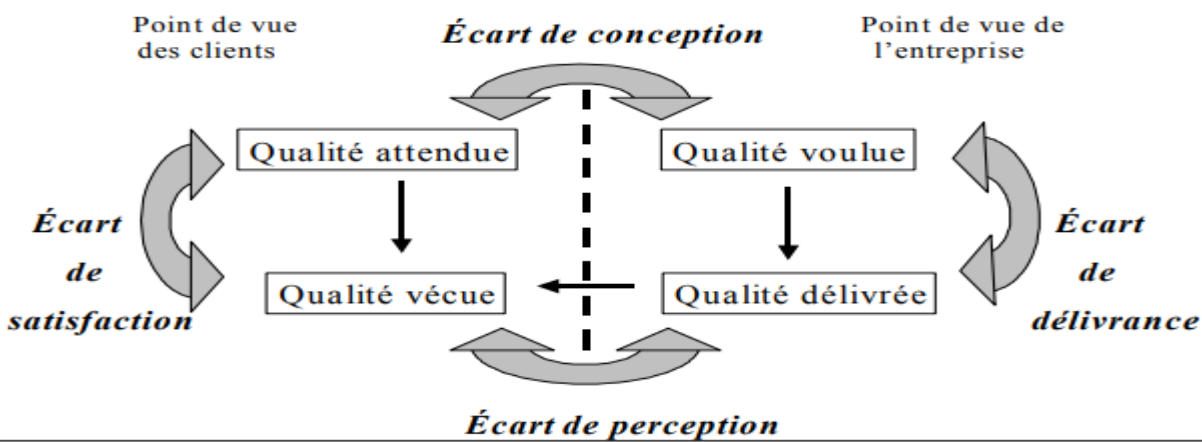 Point de vue
des clients
Écart de conception
Point de vue de
l'entreprise
Qualité attendue
Qualité voulue
Écart
de
satisfaction
Écart
de
délivrance
Qualité vécue
Qualité délivrée
Écart de perception